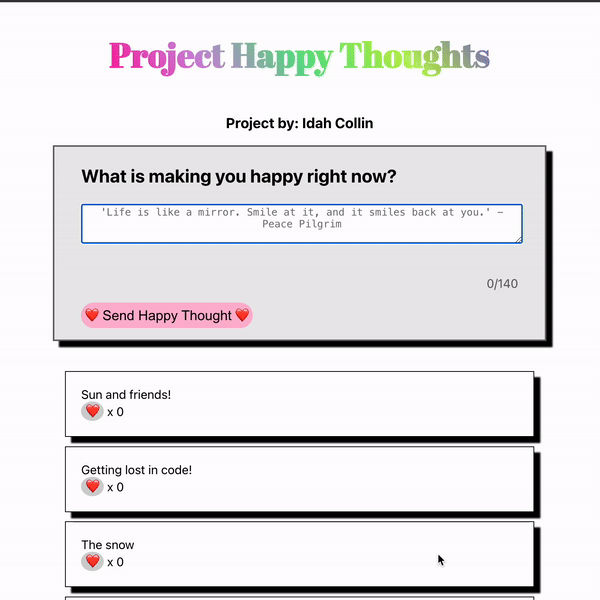 Project Happy Thoughts
Project by: Idah Collin
What is making you happy right now?
'Life is like a mirror. Smile at it, and it smiles back at you.' –
Peace Pilgrim
0/140
❤️ Send Happy Thought ❤️
Sun and friends!
❤️ x 0
Getting lost in code!
❤️ x 0
The snow
❤️ x 0